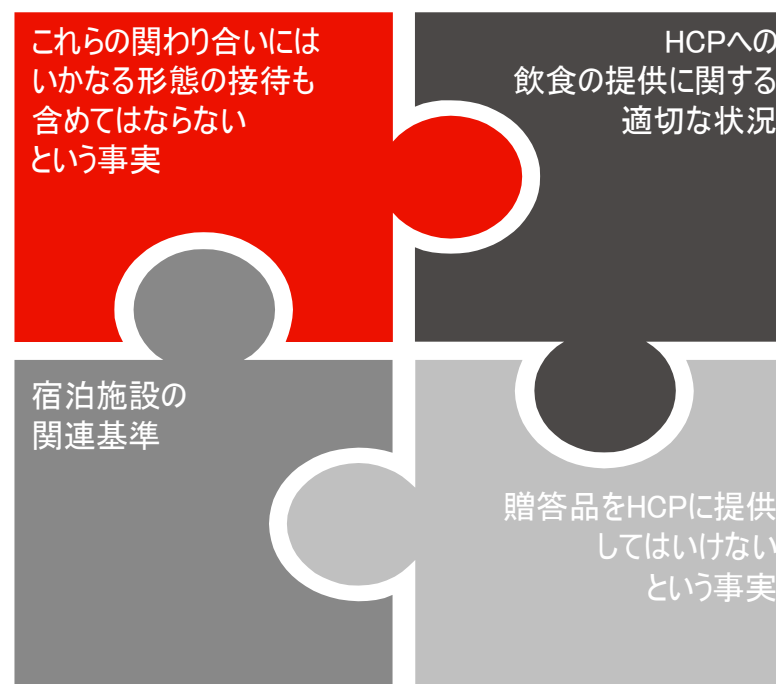 これらの関わり合いには
いかなる形態の接待も
含めてはならない
という事実
HCPへの
飲食の提供に関する
適切な状況
宿泊施設の
関連基準
贈答品をHCPに提供
してはいけない
という事実